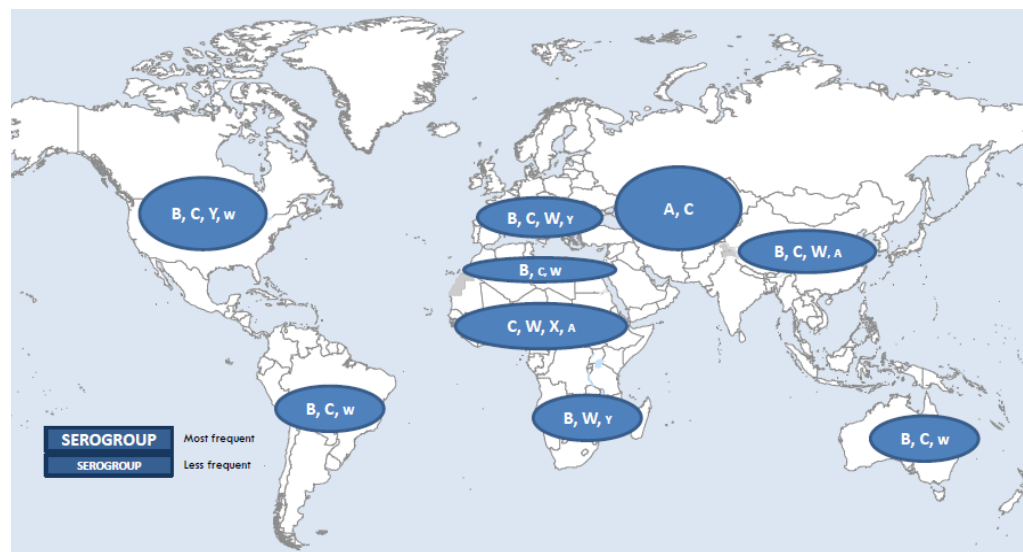 B, C, Y, w
B, C, W, Y
A, C
B, C, W, A
B, C, W
C, W, X, A
B, C, w
B, W, Y
B, C, w
SEROGROUP Most frequent
SEROGROUP Less frequent